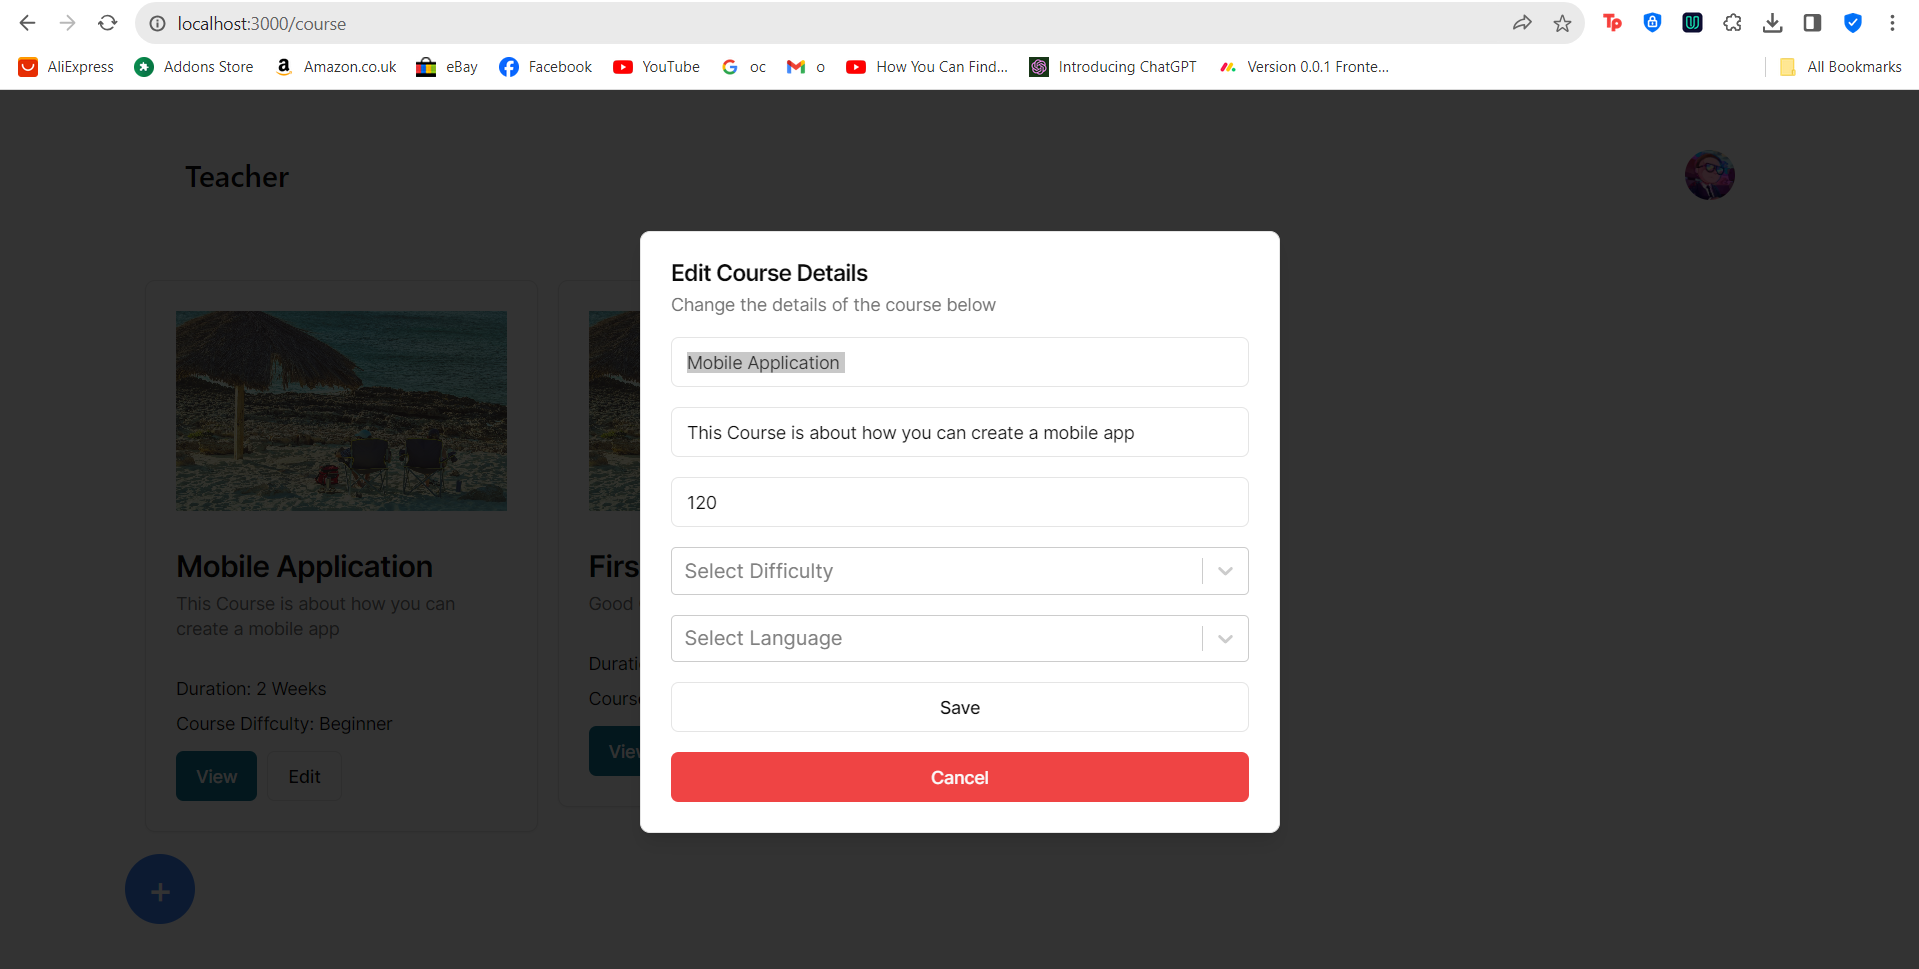 localhost:3000/course
AliExpress
Addons Store
Amazon.co.uk
eBay
Facebook
YouTube
oc
o
How You Can Find...
Introducing ChatGPT
Version 0.0.1 Fronte...
All Bookmarks
Teacher
Mobile Application
This Course is about how you can
create a mobile app
Duration: 2 Weeks
Course Diffculty: Beginner
View
Edit
Firs
Good
Durati
Cours
View
+
Edit Course Details
Change the details of the course below
Mobile Application
This Course is about how you can create a mobile app
120
Select Difficulty
Select Language
Save
Cancel